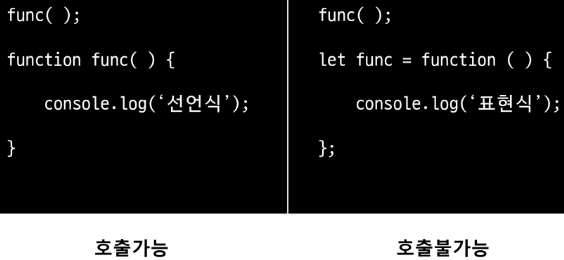 func( );
function func( ) {
console.log(‘선언식’);
}
호출가능
func( );
let func = function ( ) {
console.log(‘표현식’);
};
호출불가능